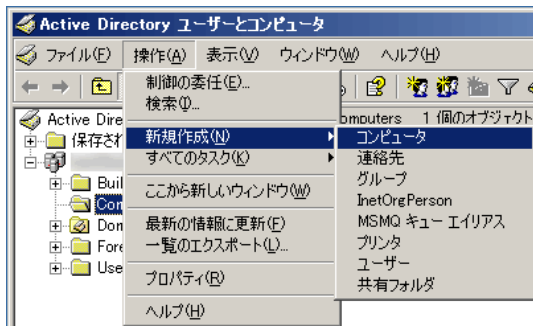 Active Directory ユーザーとコンピュータ
ファイル(F) 操作(A) 表示(V) ウィンドウ(W) ヘルプ(H)
Active Dire
保存され
Buil
Con
Don
Fore
Use
制御の委任(E)...
検索(I)...
新規作成(N)
すべてのタスク(K)
ここから新しいウィンドウ(W)
最新の情報に更新(F)
一覧のエクスポート(L)...
プロパティ(R)
ヘルプ(H)
omputers 1 個のオブジェクト
コンピュータ
連絡先
グループ
InetOrgPerson
MSMQ キュー エイリアス
プリンタ
ユーザー
共有フォルダ